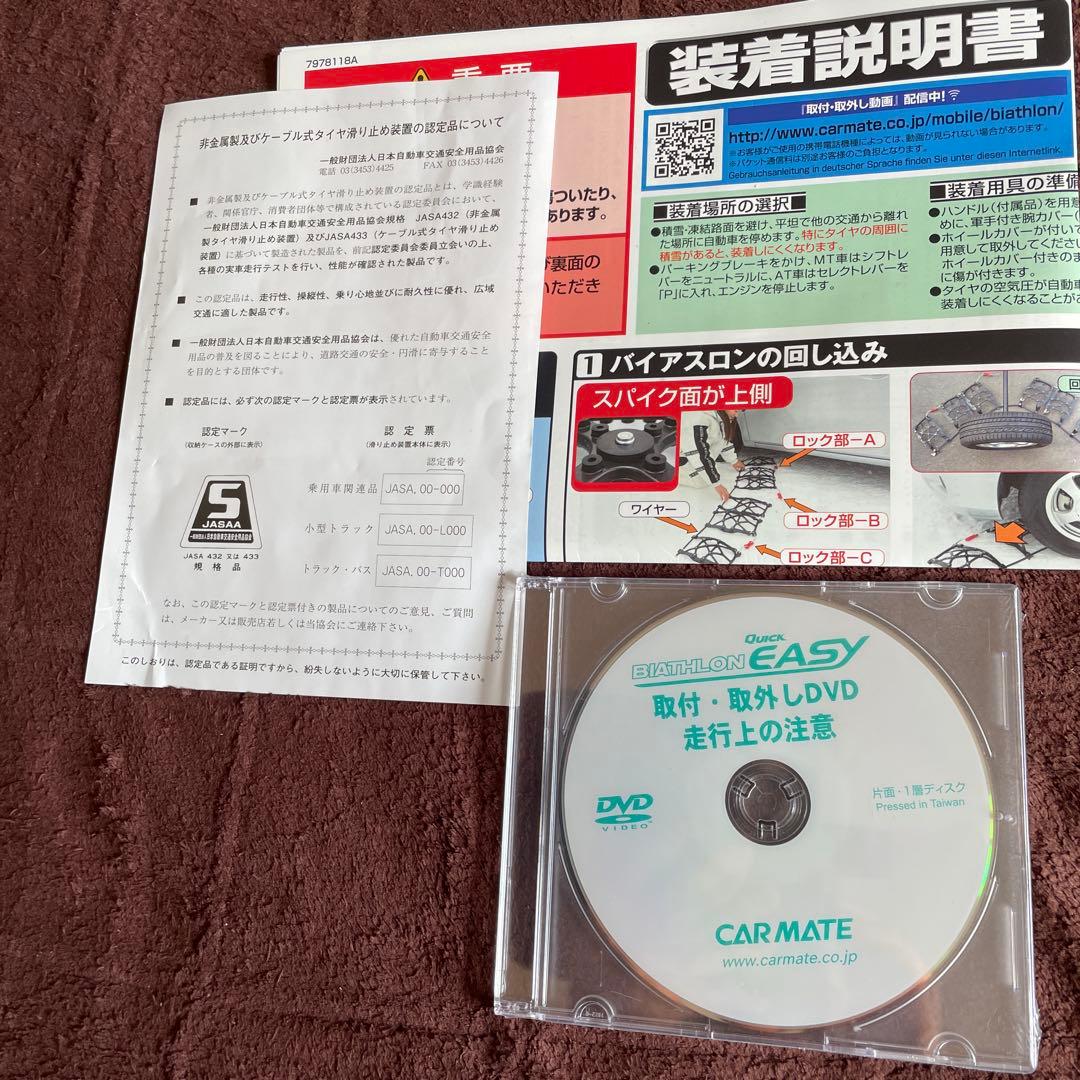 7978118A
重要
装着説明書
『取付・取外し動画』配信中!
http://www.carmate.co.jp/mobile/biathlon/
※お客様がご使用の携帯電話機種によっては、動画が見られない場合があります。
※パケット通信料は別途お客様のご負担となります。
Gebrauchsanleitung in deutscher Sprache finden Sie unter diesen Internetlink.
傷ついたり、
あります。
裏面の
いただき
■装着場所の選択■
●積雪・凍結路面を避け、平坦で他の交通から離れ
た場所に自動車を停めます。特にタイヤの周囲に
積雪があると、装着しにくくなります。
●パーキングブレーキをかけ、MT車はシフトレ
バーをニュートラルに、AT車はセレクトレバーを
「P」に入れ、エンジンを停止します。
■装着用具の準備
●ハンドル(付属品)を用意
めに、軍手付き腕カバー(
●ホイールカバーが付いて
用意して取外してくださ
ホイールカバー付きのま
に傷が付きます。
●タイヤの空気圧が自動車
装着しにくくなることが
1 バイアスロンの回し込み
スパイク面が上側
ロック部−A
ワイヤー
ロック部−B
ロック部−C
回
非金属製及びケーブル式タイヤ滑り止め装置の認定品について
一般財団法人日本自動車交通安全用品協会
電話 03(3453)4425 FAX 03(3453)4426
■ 非金属製及びケーブル式タイヤ滑り止め装置の認定品とは、学識経験
者、関係官庁、消費者団体等で構成されている認定委員会において、
一般財団法人日本自動車交通安全用品協会規格 JASA432(非金属
製タイヤ滑り止め装置)及びJASA433(ケーブル式タイヤ滑り止め
装置)に基づいて製造された製品を、前記認定委員会委員立会いの上、
各種の実車走行テストを行い、性能が確認された製品です。
■ この認定品は、走行性、操縦性、乗り心地並びに耐久性に優れ、広域
交通に適した製品です。
■ 一般財団法人日本自動車交通安全用品協会は、優れた自動車交通安全
用品の普及を図ることにより、道路交通の安全・円滑に寄与すること
を目的とする団体です。
■ 認定品には、必ず次の認定マークと認定票が表示されています。
認定マーク
(収納ケースの外部に表示)
認定票
(滑り止め装置本体に表示)
認定番号
S
JASAA
一般財団法人日本自動車交通安全用品協会
JASA 432 又は 433
規格品
乗用車関連品 JASA.00-000
小型トラック JASA.00-L000
トラック・バス JASA.00-T000
なお、この認定マークと認定票付きの製品についてのご意見、ご質問
は、メーカー又は販売店若しくは当協会にご連絡下さい。
このしおりは、認定品である証明ですから、紛失しないように大切に保管して下さい。
QUICK
BIATHLON EASY
取付・取外しDVD
走行上の注意
DVD
VIDEO
片面・1層ディスク
Pressed in Taiwan
CAR MATE
www.carmate.co.jp